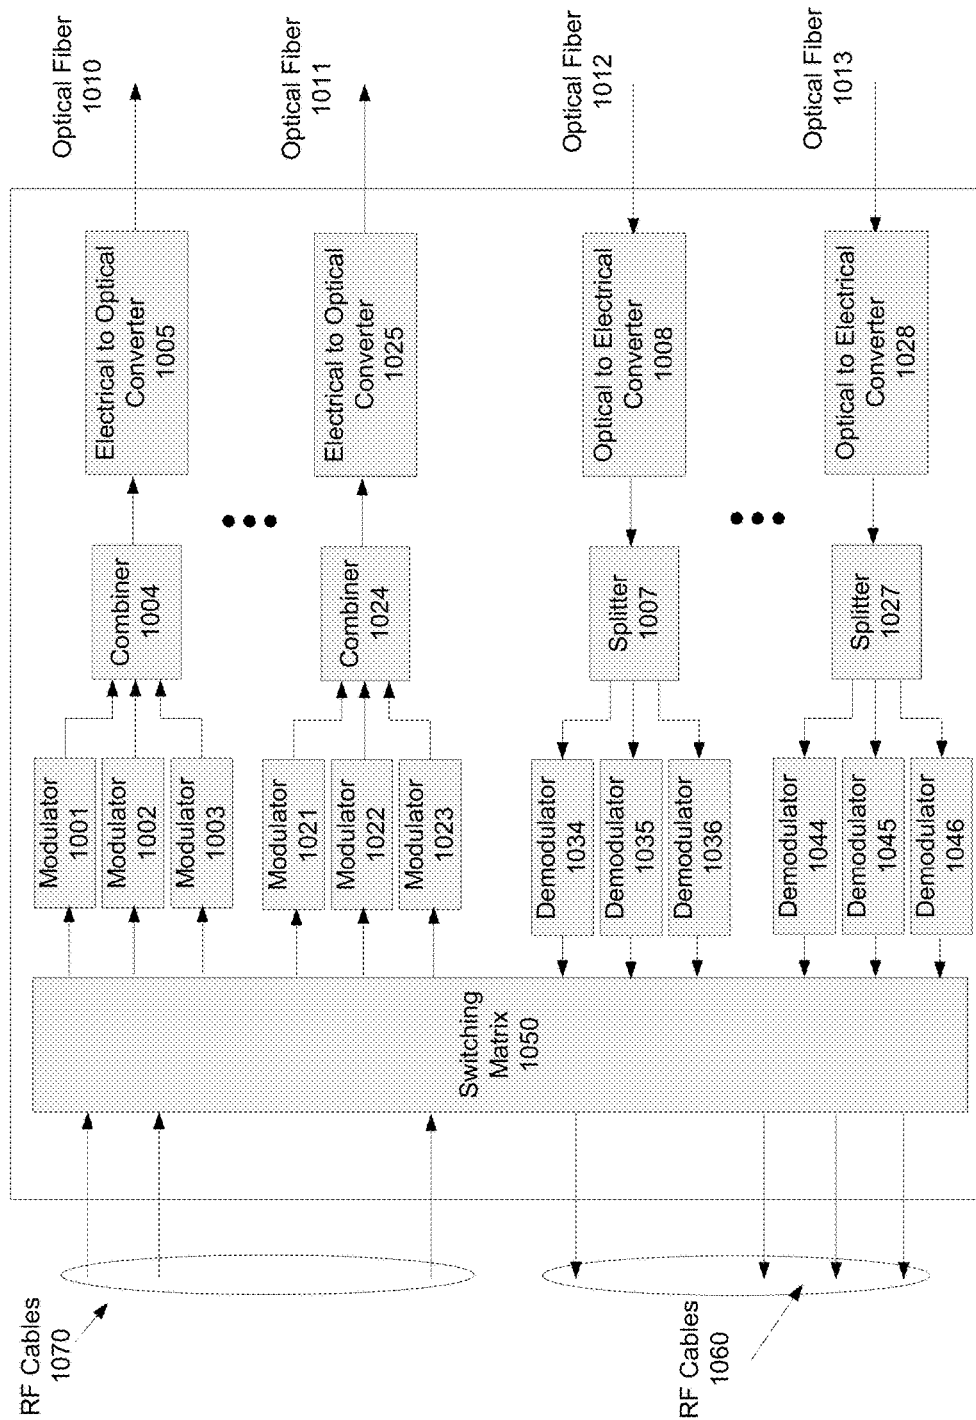 RF Cables
1070
RF Cables
1060
Switching
Matrix
1050
Modulator
1001
Modulator
1002
Modulator
1003
Modulator
1021
Modulator
1022
Modulator
1023
Demodulator
1034
Demodulator
1035
Demodulator
1036
Demodulator
1044
Demodulator
1045
Demodulator
1046
Combiner
1004
Combiner
1024
Splitter
1007
Splitter
1027
Electrical to Optical
Converter
1005
Electrical to Optical
Converter
1025
Optical to Electrical
Converter
1008
Optical to Electrical
Converter
1028
Optical Fiber
1010
Optical Fiber
1011
Optical Fiber
1012
Optical Fiber
1013